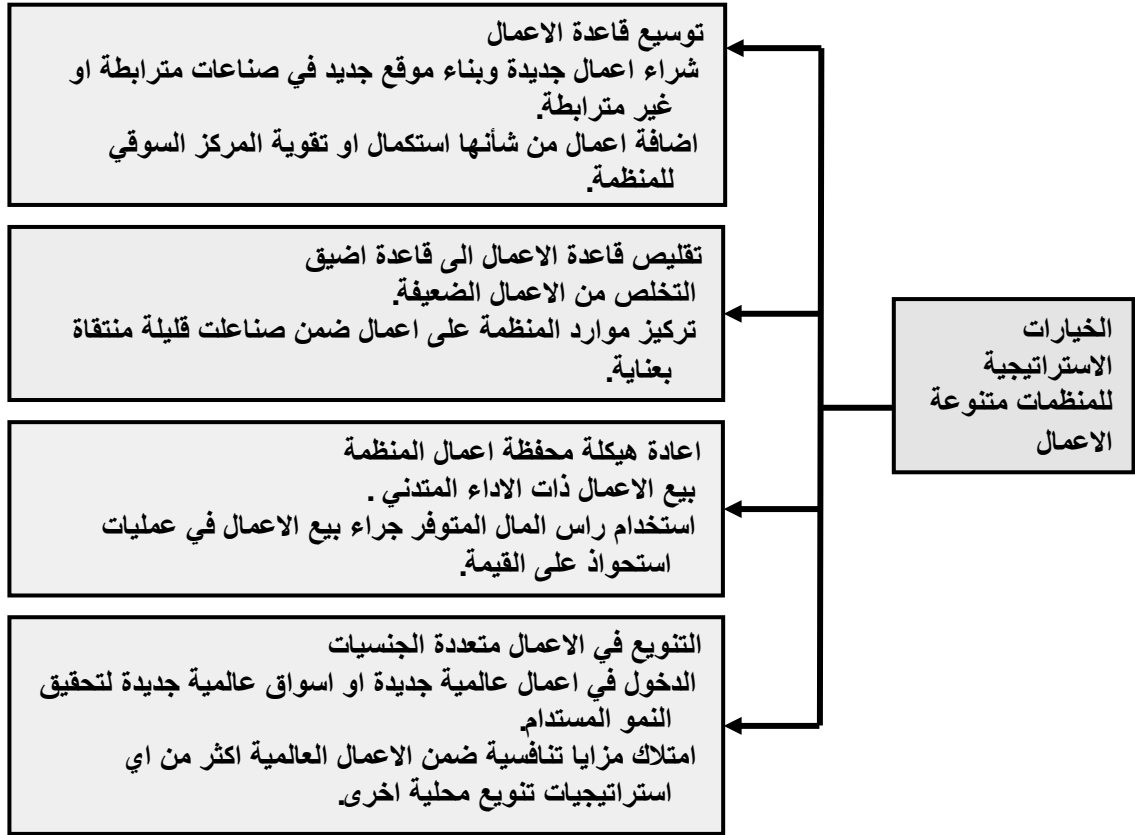 توسيع قاعدة الاعمال
شراء اعمال جديدة وبناء موقع جديد في صناعات مترابطة او
غير مترابطة.
اضافة اعمال من شأنها استكمال او تقوية المركز السوقي
للمنظمة.
تقليص قاعدة الاعمال الى قاعدة اضيق
التخلص من الاعمال الضعيفة.
تركيز موارد المنظمة على اعمال ضمن صناعلت قليلة منتقاة
بعناية.
اعادة هيكلة محفظة اعمال المنظمة
بيع الاعمال ذات الاداء المتدني .
استخدام راس المال المتوفر جراء بيع الاعمال في عمليات
استحواذ على القيمة.
التنويع في الاعمال متعددة الجنسيات
الدخول في اعمال عالمية جديدة او اسواق عالمية جديدة لتحقيق
النمو المستدام.
امتلاك مزايا تنافسية ضمن الاعمال العالمية اكثر من اي
استراتيجيات تنويع محلية اخرى.
الخيارات
الاستراتيجية
للمنظمات متنوعة
الاعمال